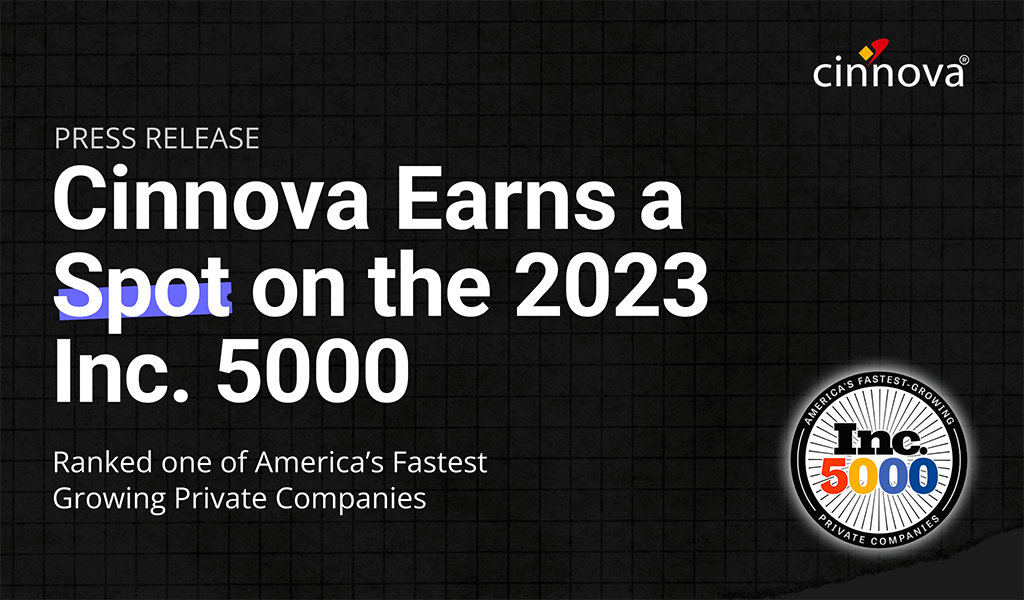 cinnova®
PRESS RELEASE
Cinnova Earns a
Spot on the 2023
Inc. 5000
Ranked one of America’s Fastest
Growing Private Companies
AMERICA'S FASTEST-GROWING
Inc.
5000
PRIVATE COMPANIES